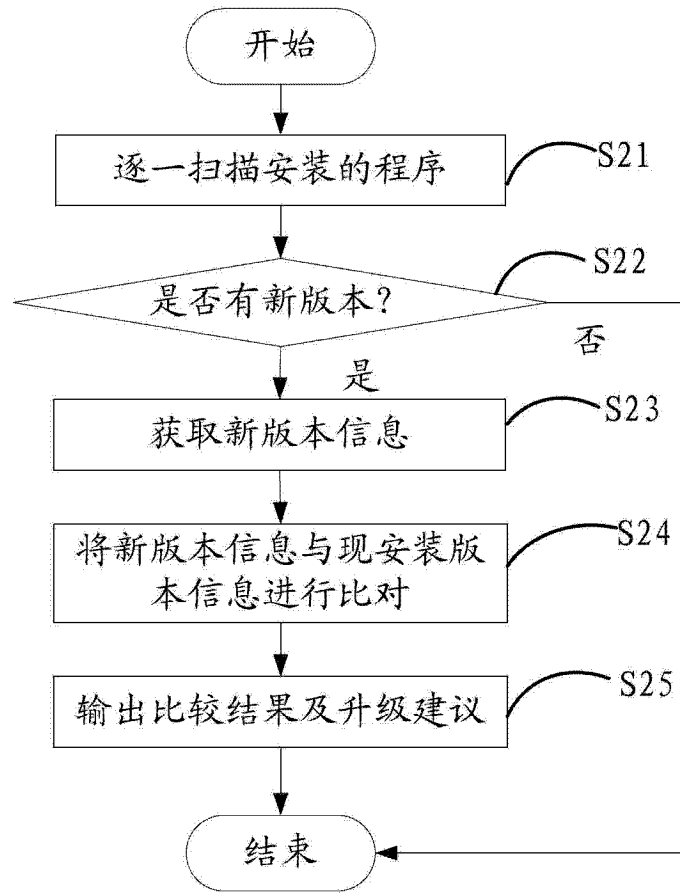 开始
逐一扫描安装的程序
S21
是否有新版本?
S22
否
是
获取新版本信息
S23
将新版本信息与现安装版
本信息进行比对
S24
输出比较结果及升级建议
S25
结束